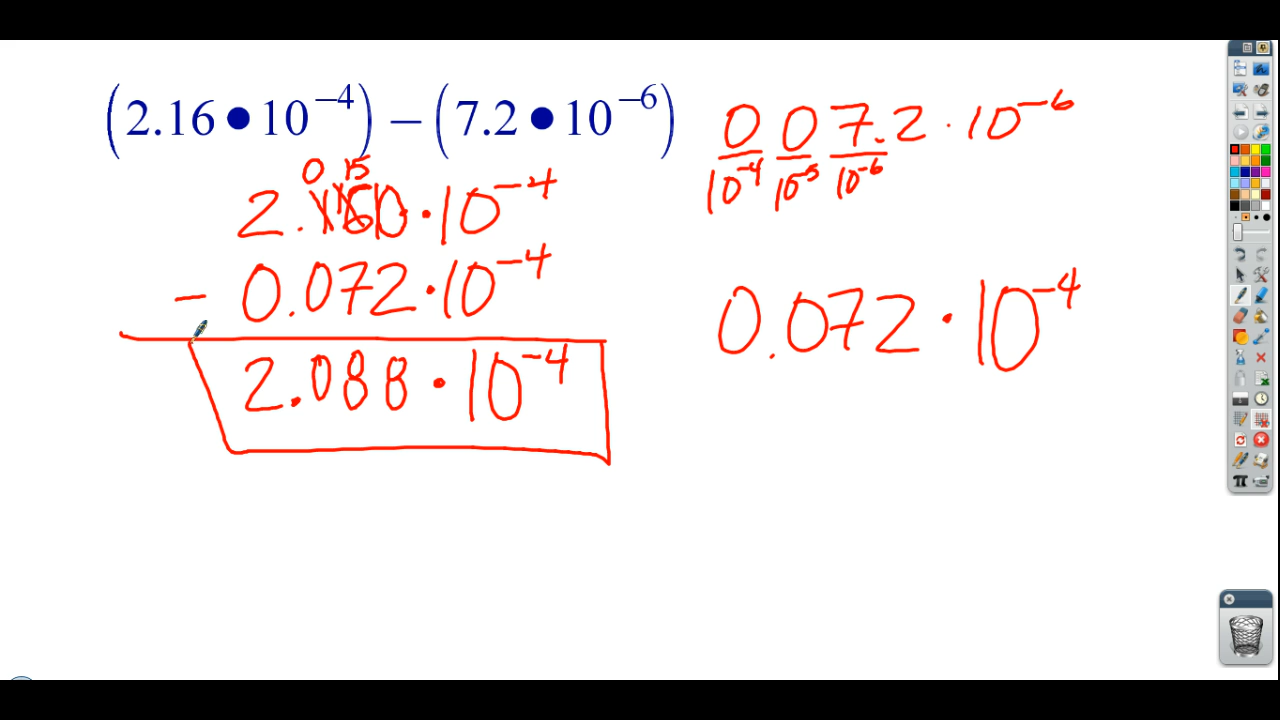 (2.16 • 10⁻⁴) − (7.2 • 10⁻⁶)
0 0 7.2 · 10⁻⁶
10⁻⁴ 10⁻⁵ 10⁻⁶
0 15
2.160 · 10⁻⁴
− 0.072 · 10⁻⁴
2.088 · 10⁻⁴
0.072 · 10⁻⁴